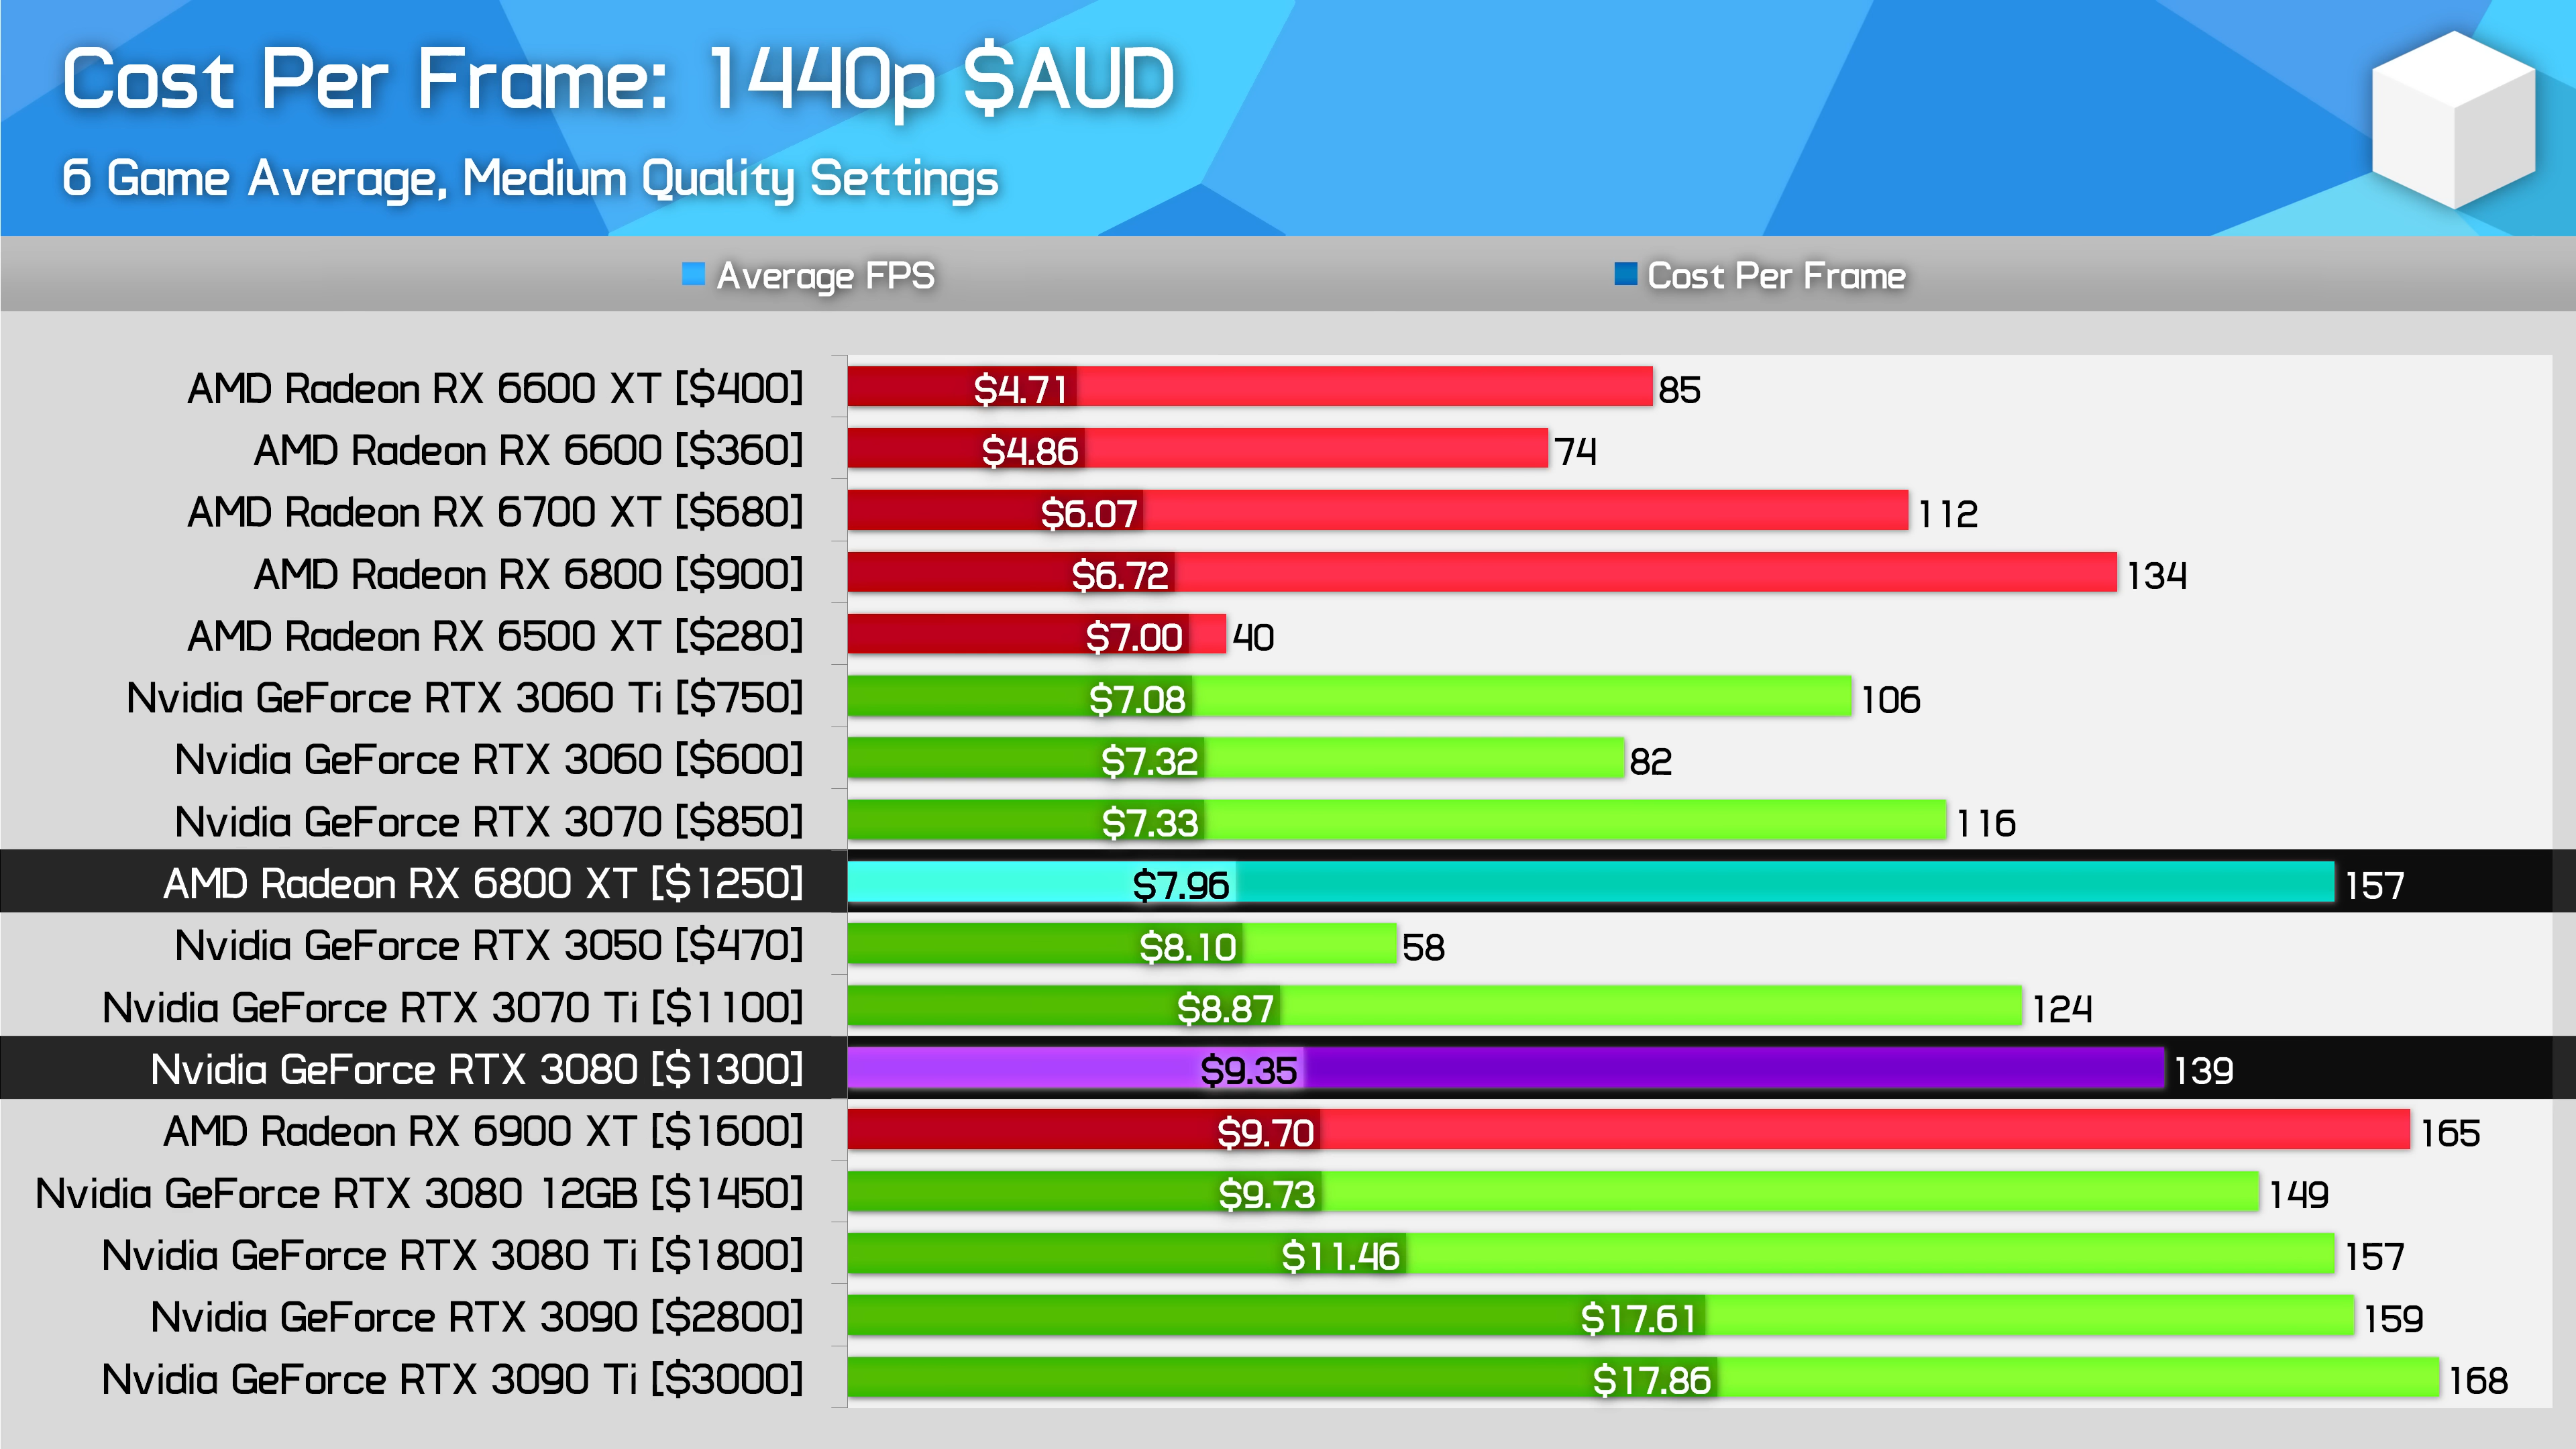 Cost Per Frame: 1440p $AUD
6 Game Average, Medium Quality Settings
Average FPS Cost Per Frame
AMD Radeon RX 6600 XT [$400] $4.71 85
AMD Radeon RX 6600 [$360] $4.86 74
AMD Radeon RX 6700 XT [$680] $6.07 112
AMD Radeon RX 6800 [$900] $6.72 134
AMD Radeon RX 6500 XT [$280] $7.00 40
Nvidia GeForce RTX 3060 Ti [$750] $7.08 106
Nvidia GeForce RTX 3060 [$600] $7.32 82
Nvidia GeForce RTX 3070 [$850] $7.33 116
AMD Radeon RX 6800 XT [$1250] $7.96 157
Nvidia GeForce RTX 3050 [$470] $8.10 58
Nvidia GeForce RTX 3070 Ti [$1100] $8.87 124
Nvidia GeForce RTX 3080 [$1300] $9.35 139
AMD Radeon RX 6900 XT [$1600] $9.70 165
Nvidia GeForce RTX 3080 12GB [$1450] $9.73 149
Nvidia GeForce RTX 3080 Ti [$1800] $11.46 157
Nvidia GeForce RTX 3090 [$2800] $17.61 159
Nvidia GeForce RTX 3090 Ti [$3000] $17.86 168